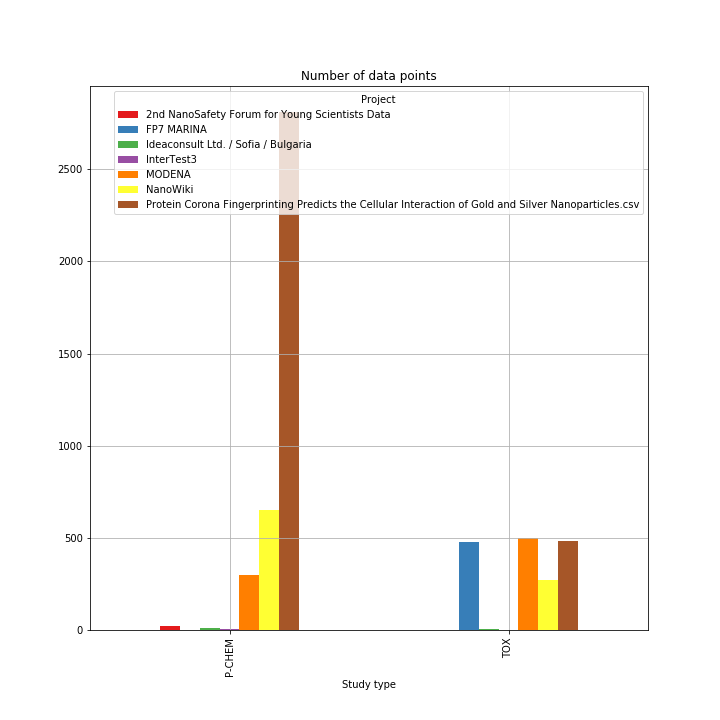 Number of data points
Project
2nd NanoSafety Forum for Young Scientists Data
FP7 MARINA
Ideaconsult Ltd. / Sofia / Bulgaria
InterTest3
MODENA
NanoWiki
Protein Corona Fingerprinting Predicts the Cellular Interaction of Gold and Silver Nanoparticles.csv
2500
2000
1500
1000
500
0
P-CHEM
TOX
Study type